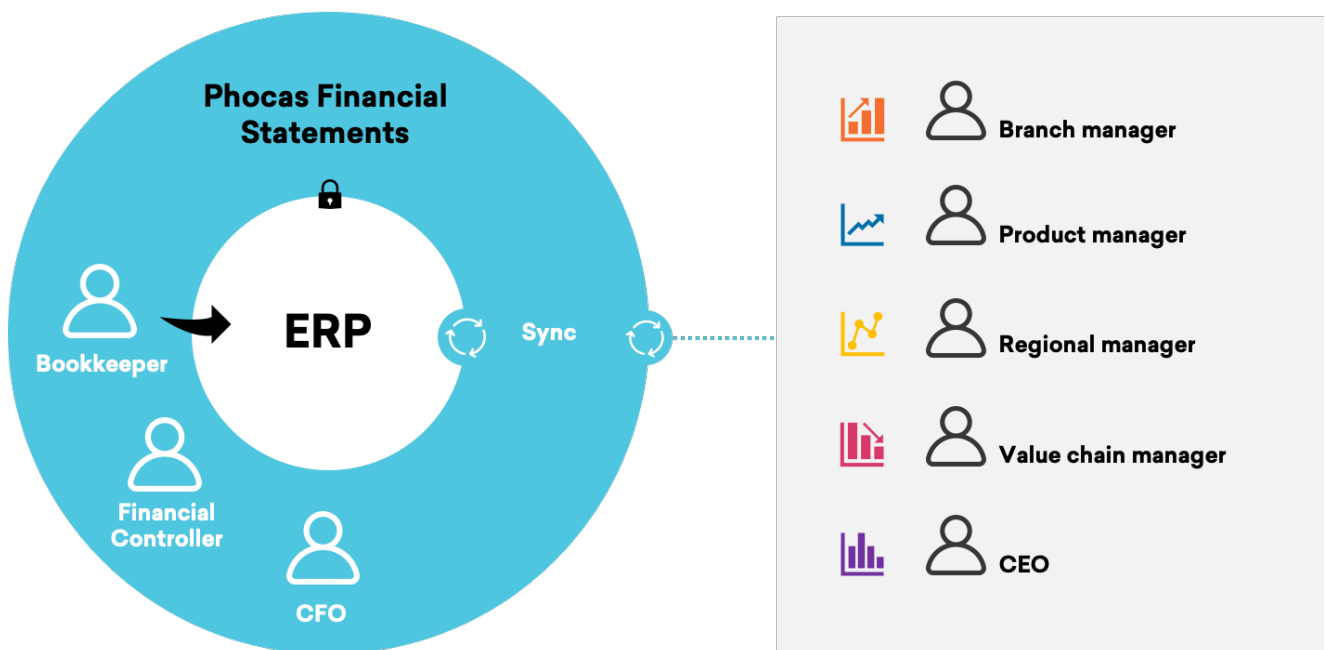 Phocas Financial
Statements
ERP
Sync
Bookkeeper
Financial
Controller
CFO
Branch manager
Product manager
Regional manager
Value chain manager
CEO